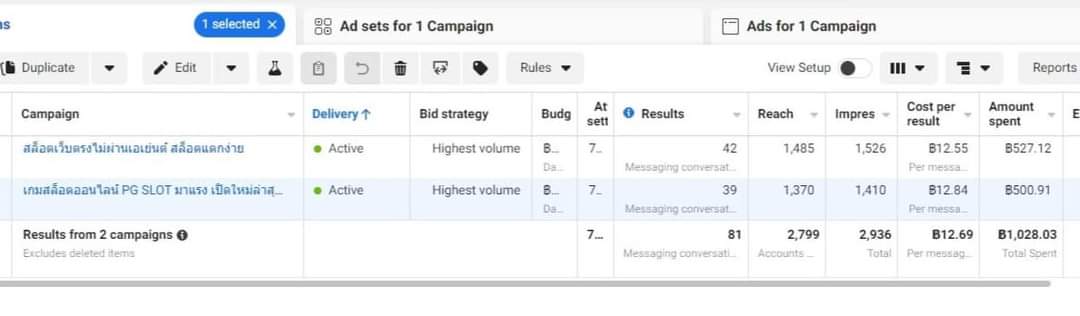 ns
1 selected ×
Ad sets for 1 Campaign
Ads for 1 Campaign
Duplicate
Edit
Rules
View Setup
Reports
Campaign
Delivery ↑
Bid strategy
Budg
At
sett
Results
Reach
Impres
Cost per
result
Amount
spent
E
สล็อตเว็บตรงไม่ผ่านเอเย่นต์ สล็อตแตกง่าย
Active
Highest volume
฿...
Da...
7...
42
Messaging conversat...
1,485
1,526
฿12.55
Per messa...
฿527.12
เกมสล็อตออนไลน์ PG SLOT มาแรง เปิดใหม่ล่าสุ...
Active
Highest volume
฿...
Da...
7...
39
Messaging conversat...
1,370
1,410
฿12.84
Per messa...
฿500.91
Results from 2 campaigns
Excludes deleted items
7...
81
Messaging conversati...
2,799
Accounts ...
2,936
Total
฿12.69
Per messag...
฿1,028.03
Total Spent